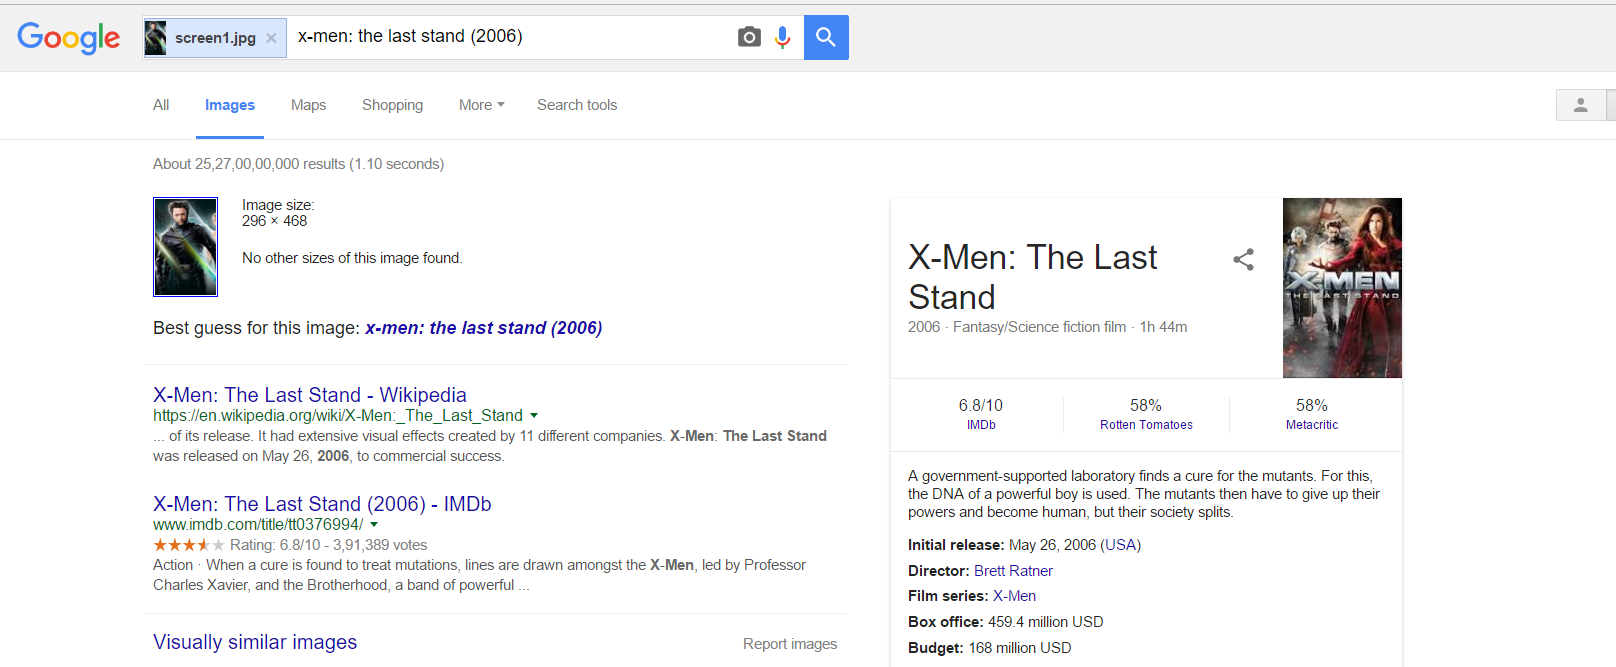 Google
screen1.jpg ×
x-men: the last stand (2006)
All Images Maps Shopping More Search tools
About 25,27,00,00,000 results (1.10 seconds)
Image size:
296 × 468
No other sizes of this image found.
Best guess for this image: x-men: the last stand (2006)
X-Men: The Last Stand - Wikipedia
https://en.wikipedia.org/wiki/X-Men:_The_Last_Stand
... of its release. It had extensive visual effects created by 11 different companies. X-Men: The Last Stand
was released on May 26, 2006, to commercial success.
X-Men: The Last Stand (2006) - IMDb
www.imdb.com/title/tt0376994/
Rating: 6.8/10 - 3,91,389 votes
Action · When a cure is found to treat mutations, lines are drawn amongst the X-Men, led by Professor
Charles Xavier, and the Brotherhood, a band of powerful ...
Visually similar images
Report images
X-Men: The Last
Stand
2006 · Fantasy/Science fiction film · 1h 44m
X-MEN
THE LAST STAND
6.8/10 58% 58%
IMDb Rotten Tomatoes Metacritic
A government-supported laboratory finds a cure for the mutants. For this,
the DNA of a powerful boy is used. The mutants then have to give up their
powers and become human, but their society splits.
Initial release: May 26, 2006 (USA)
Director: Brett Ratner
Film series: X-Men
Box office: 459.4 million USD
Budget: 168 million USD